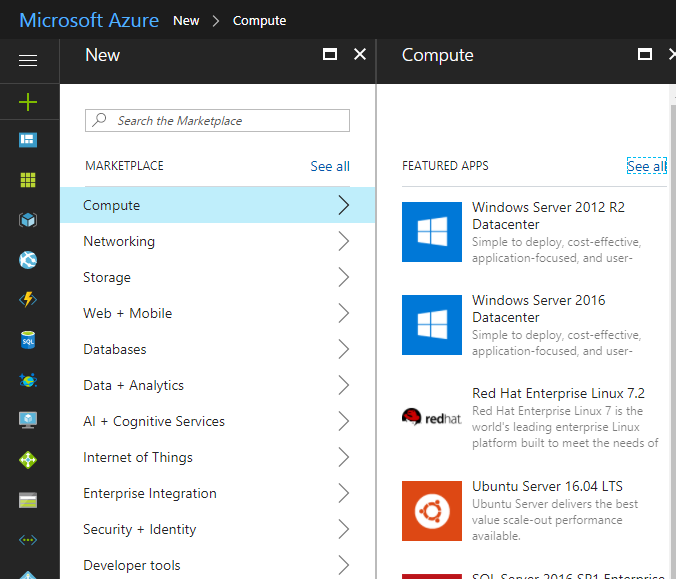 Microsoft Azure New > Compute
New
Search the Marketplace
MARKETPLACE See all
Compute
Networking
Storage
Web + Mobile
Databases
Data + Analytics
AI + Cognitive Services
Internet of Things
Enterprise Integration
Security + Identity
Developer tools
Compute
FEATURED APPS See all
Windows Server 2012 R2
Datacenter
Simple to deploy, cost-effective,
application-focused, and user-
Windows Server 2016
Datacenter
Simple to deploy, cost-effective,
application-focused, and user-
redhat
Red Hat Enterprise Linux 7.2
Red Hat Enterprise Linux 7 is the
world's leading enterprise Linux
platform built to meet the needs of
Ubuntu Server 16.04 LTS
Ubuntu Server delivers the best
value scale-out performance
available.
SQL Server 2016 SP1 Enterprise
SQL